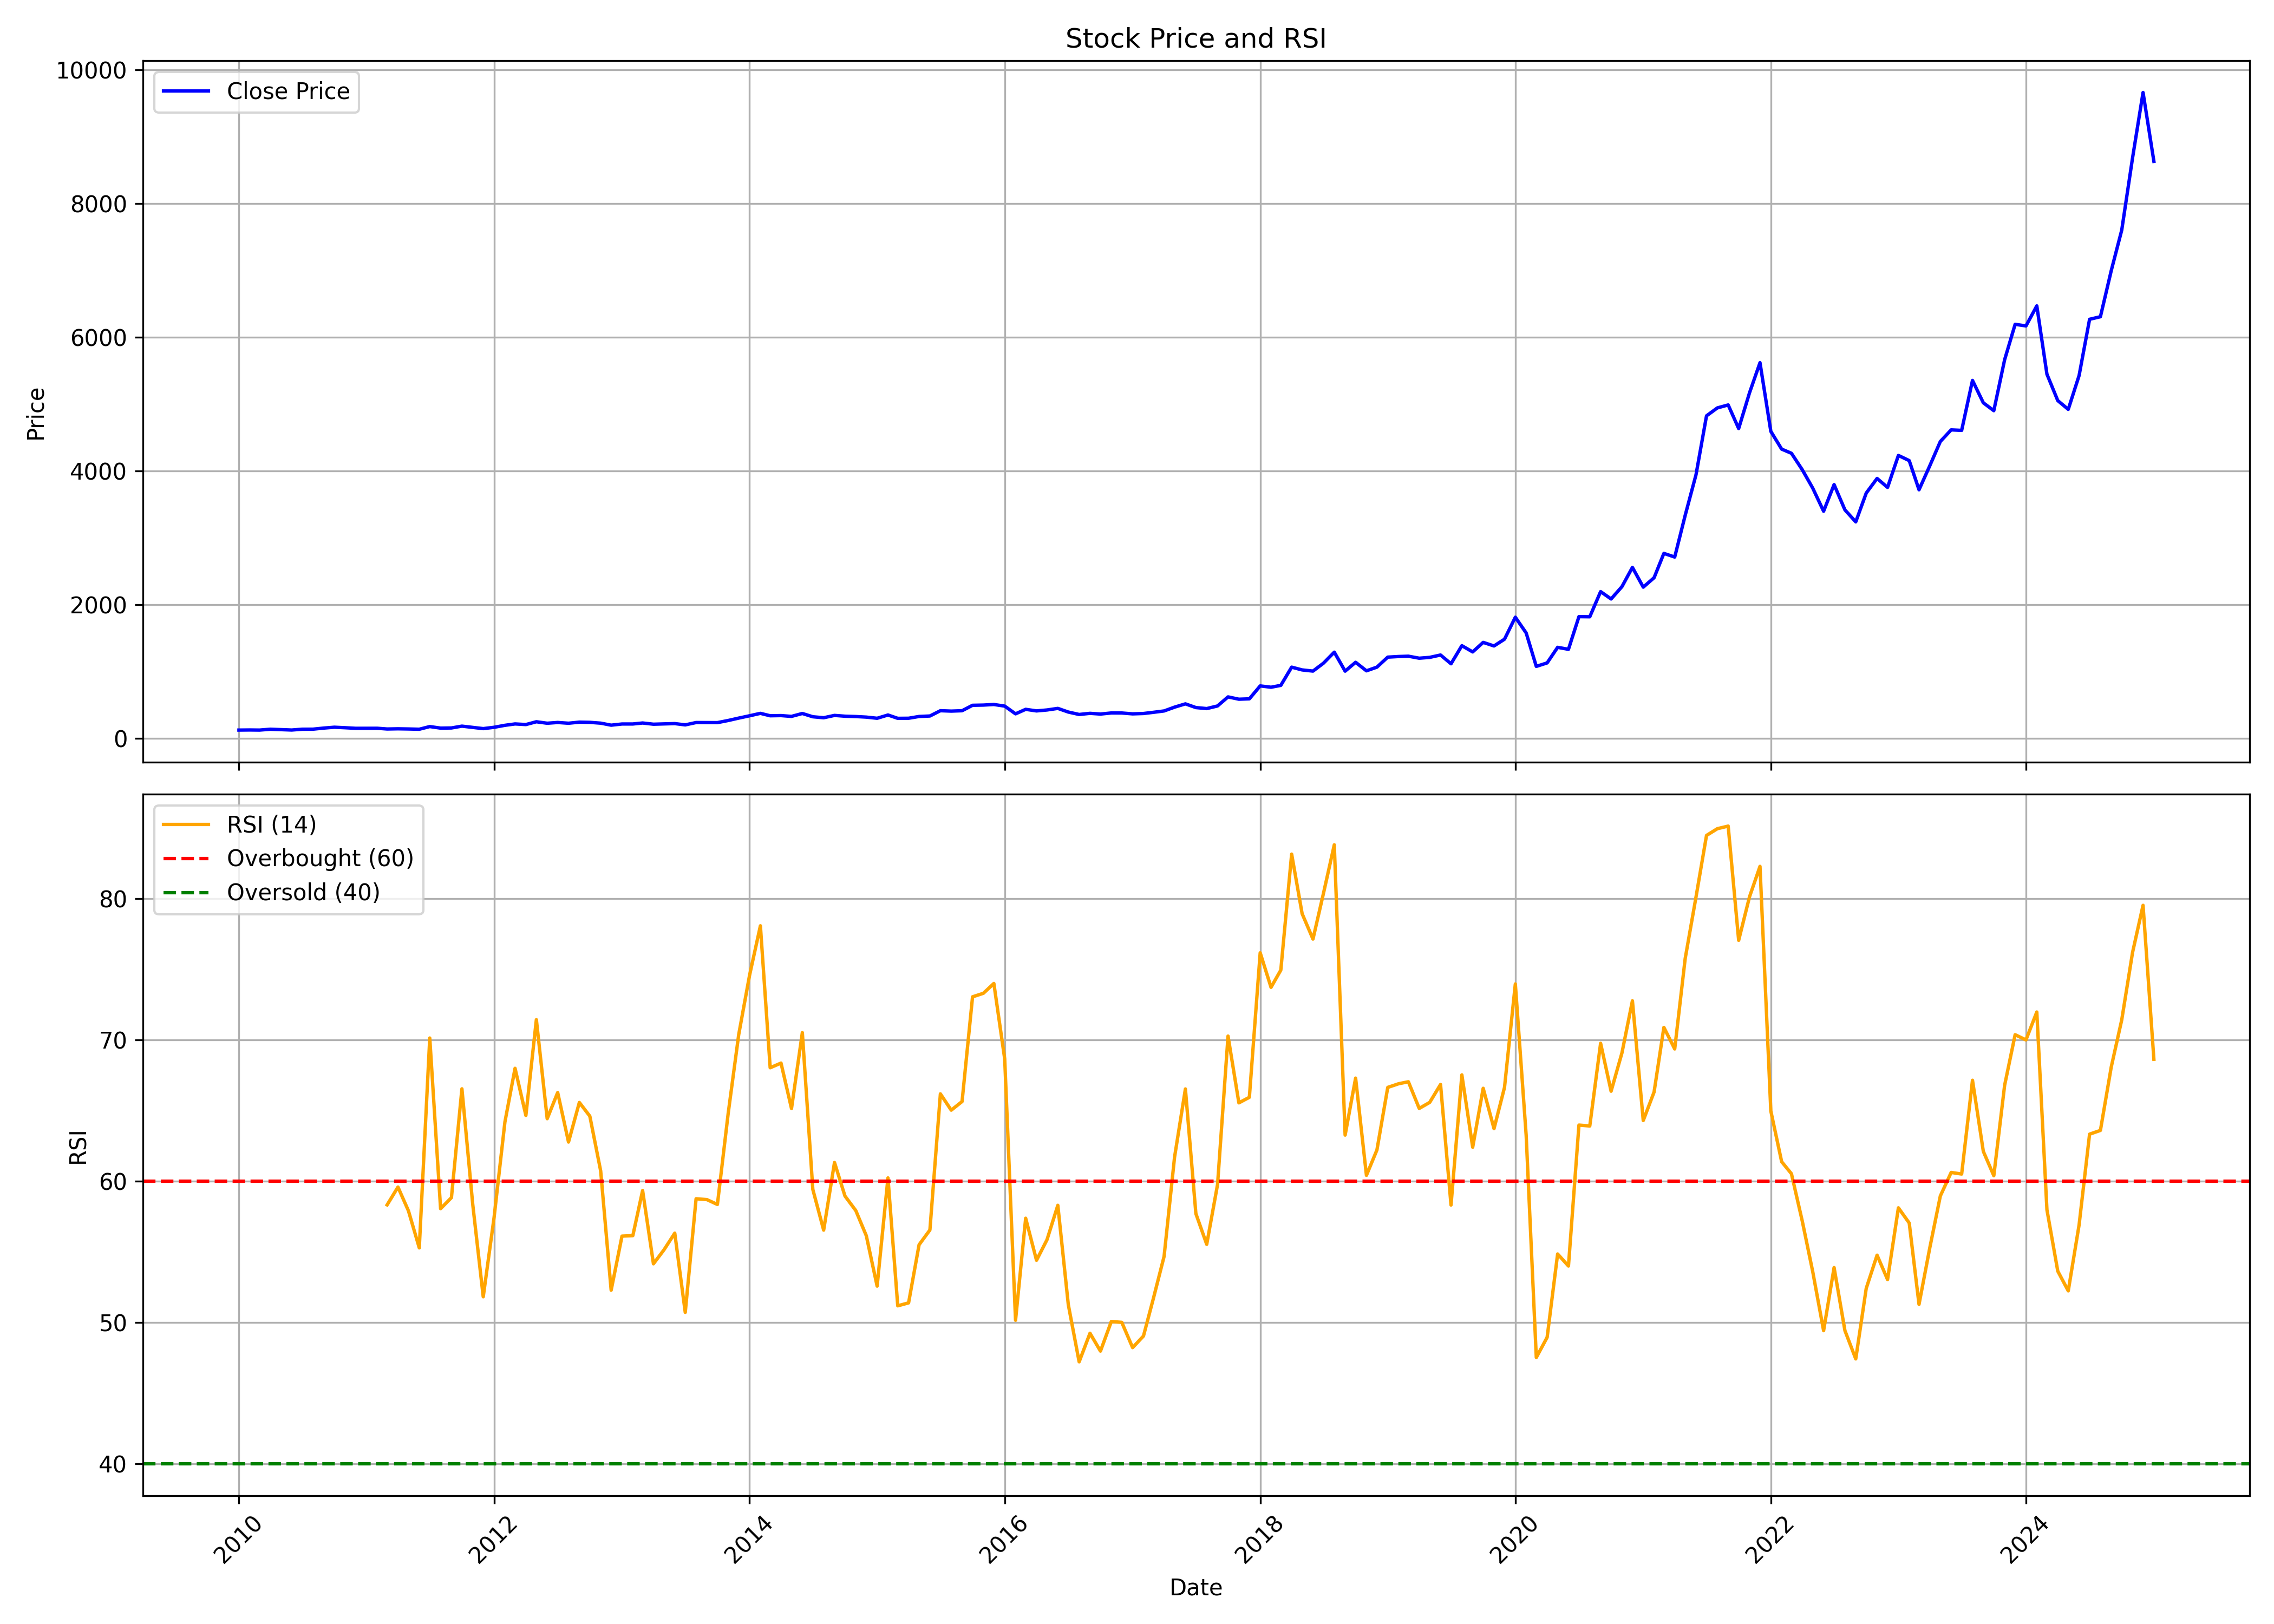 Stock Price and RSI
Close Price
10000
8000
6000
4000
2000
0
Price
RSI (14)
Overbought (60)
Oversold (40)
80
70
60
50
40
RSI
2010
2012
2014
2016
2018
2020
2022
2024
Date